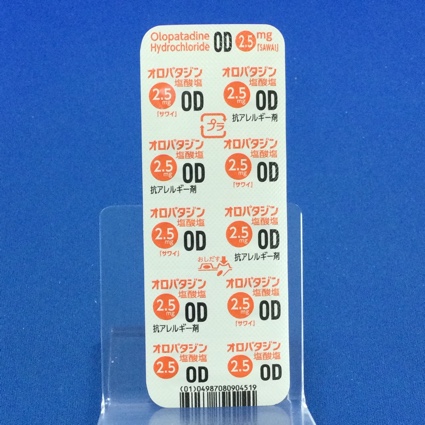 Olopatadine
Hydrochloride OD 2.5 mg
「SAWAI」
オロパタジン
塩酸塩
2.5 mg OD
「サワイ」
オロパタジン
塩酸塩
2.5 mg OD
抗アレルギー剤
プラ
オロパタジン
塩酸塩
2.5 mg OD
抗アレルギー剤
オロパタジン
塩酸塩
2.5 mg OD
「サワイ」
オロパタジン
塩酸塩
2.5 mg OD
「サワイ」
オロパタジン
塩酸塩
2.5 mg OD
抗アレルギー剤
おしだす
オロパタジン
塩酸塩
2.5 mg OD
抗アレルギー剤
オロパタジン
塩酸塩
2.5 mg OD
「サワイ」
オロパタジン
塩酸塩
2.5 mg OD
オロパタジン
塩酸塩
2.5 mg OD
(01)04987080904519